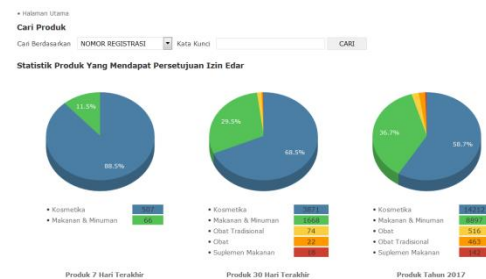 • Halaman Utama
Cari Produk
Cari Berdasarkan NOMOR REGISTRASI Kata Kunci CARI
Statistik Produk Yang Mendapat Persetujuan Izin Edar
11.5%
88.5%
29.5%
68.5%
36.7%
58.7%
• Kosmetika 507
• Makanan & Minuman 66
• Kosmetika 3871
• Makanan & Minuman 1668
• Obat Tradisional 74
• Obat 22
• Suplemen Makanan
• Kosmetika
• Makanan & Minuman 8897
• Obat 516
• Obat Tradisional 463
• Suplemen Makanan
Produk 7 Hari Terakhir
Produk 30 Hari Terakhir
Produk Tahun 2017